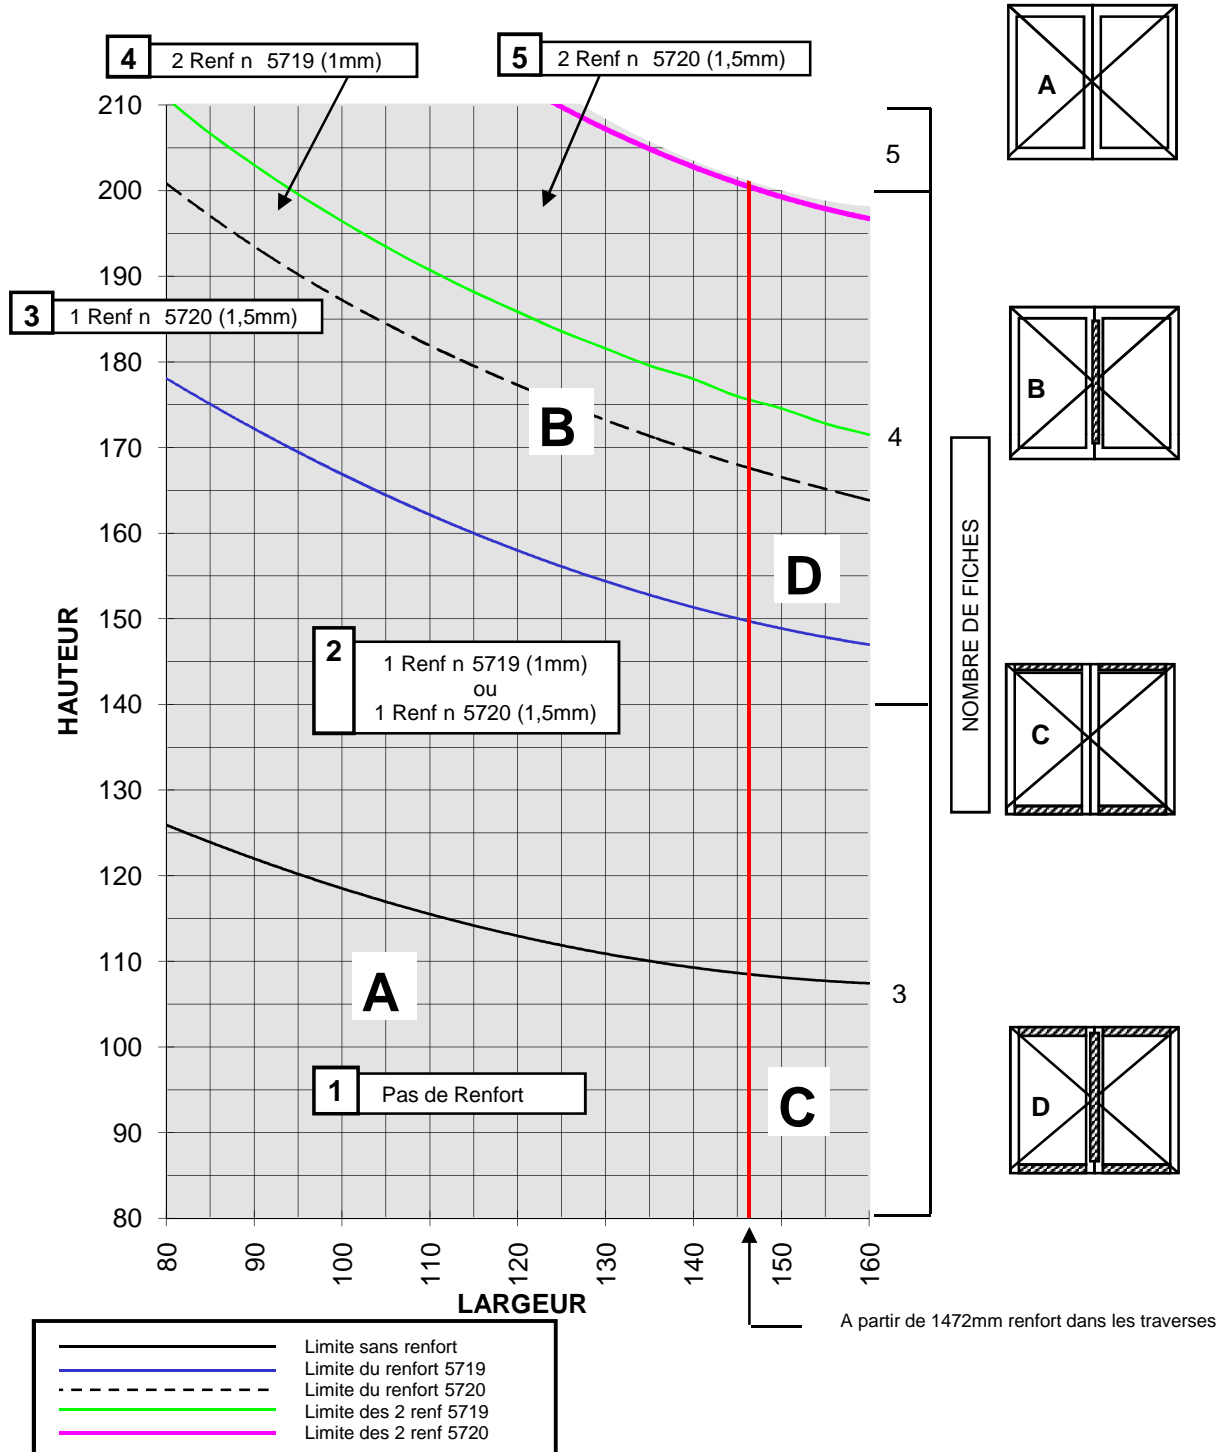 4 2 Renf n 5719 (1mm)
5 2 Renf n 5720 (1,5mm)
A
210
200
190
180
170
160
150
140
130
120
110
100
90
80
HAUTEUR
3 1 Renf n 5720 (1,5mm)
B
D
2
1 Renf n 5719 (1mm)
ou
1 Renf n 5720 (1,5mm)
A
1 Pas de Renfort
C
5
4
3
NOMBRE DE FICHES
B
C
D
80
90
100
110
120
130
140
150
160
LARGEUR
A partir de 1472mm renfort dans les traverses
Limite sans renfort
Limite du renfort 5719
Limite du renfort 5720
Limite des 2 renf 5719
Limite des 2 renf 5720